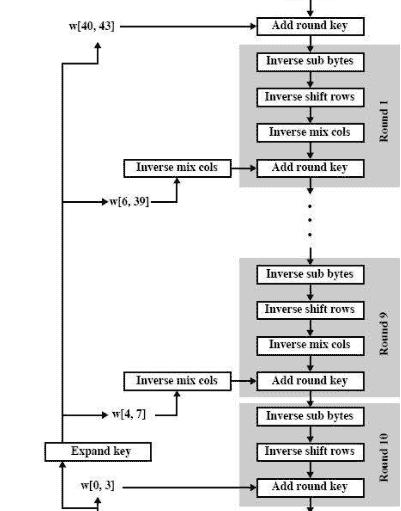 w[40, 43]
Add round key
Inverse sub bytes
Inverse shift rows
Inverse mix cols
Round 1
Inverse mix cols
Add round key
w[6, 39]
Inverse sub bytes
Inverse shift rows
Round 9
Inverse mix cols
Inverse mix cols
Add round key
w[4, 7]
Inverse sub bytes
Expand key
Inverse shift rows
Round 10
w[0, 3]
Add round key